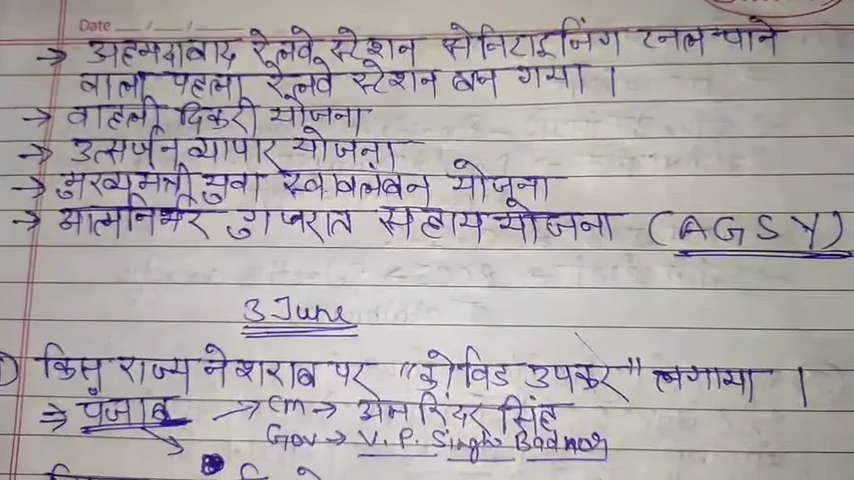 Date / /
→ अहमदाबाद रेलवे स्टेशन सेनिटाइजिंग टनल पाने
वाला पहला रेलवे स्टेशन बन गया ।
→ वाहली दिकरी योजना
→ उत्सर्जन व्यापार योजना
→ मुख्यमंत्री युवा स्वावलंबन योजना
→ आत्मनिर्भर गुजरात सहाय योजना (AGSY)
3 June
किस राज्य ने शराब पर "कोविड उपकर" लगाया ।
⇒ पंजाब → CM → अमरिंदर सिंह
Gov → V. P. Singh Badnor